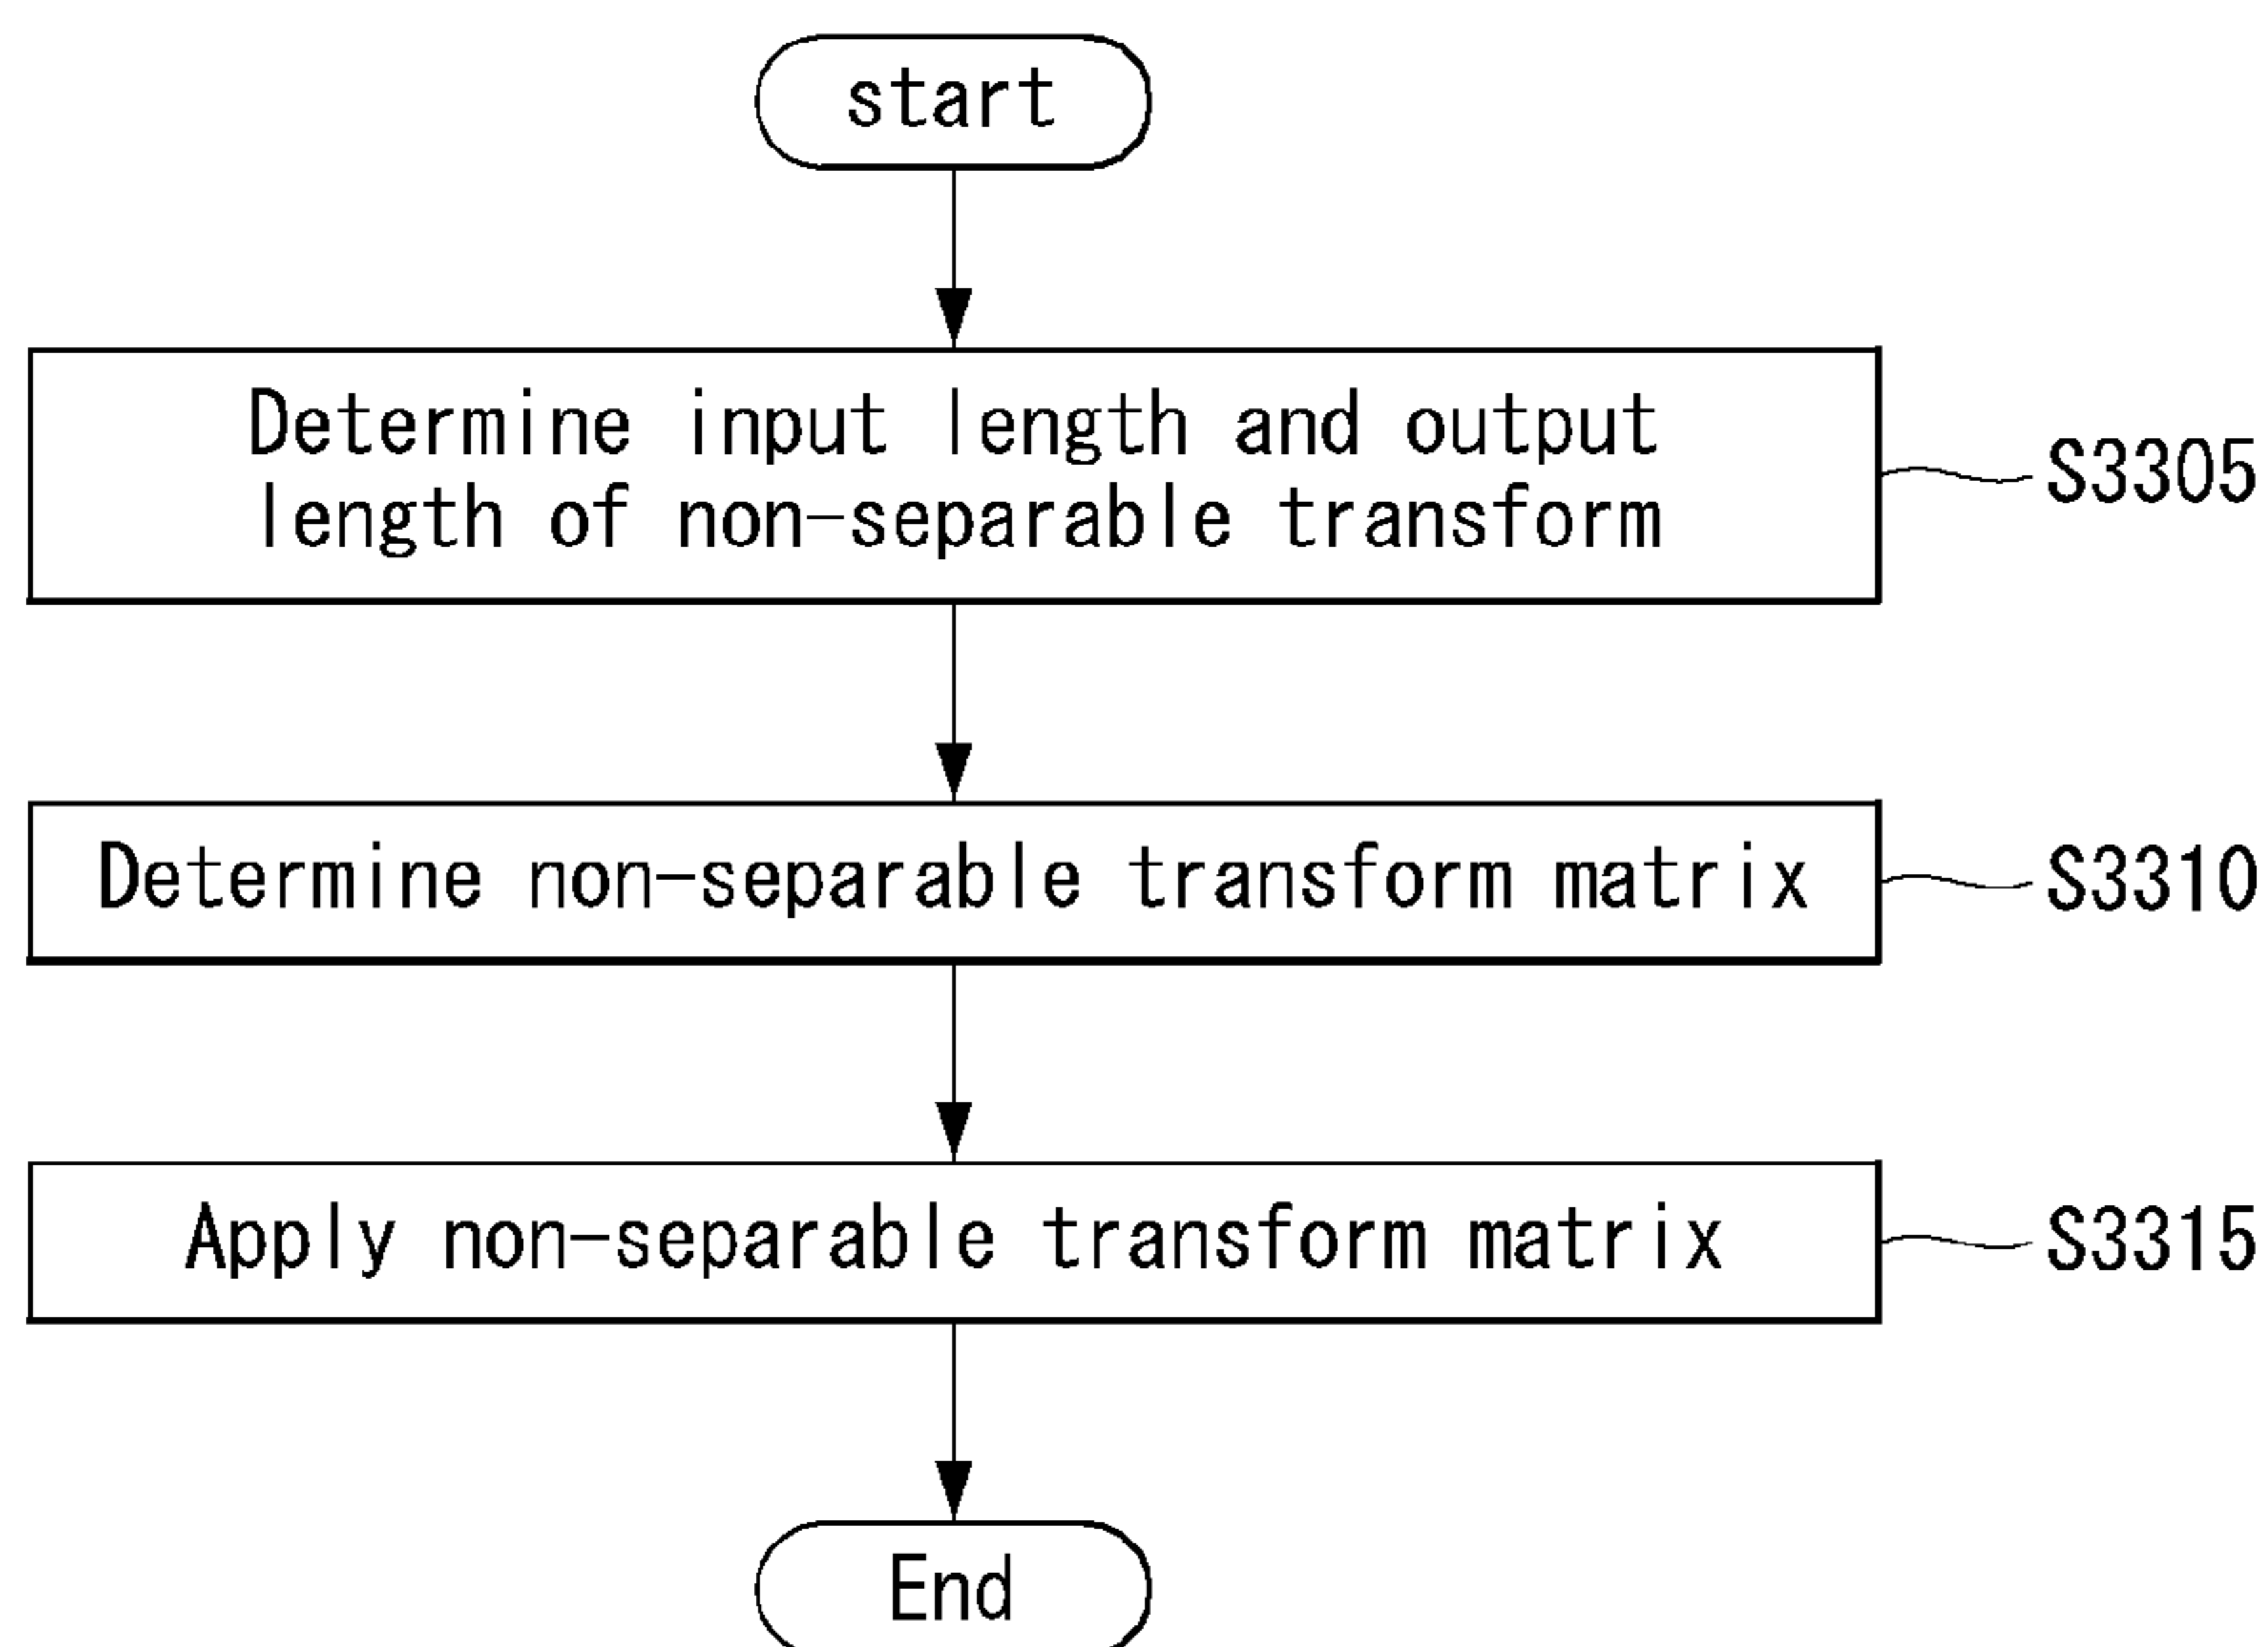 start
Determine input length and output
length of non-separable transform
S3305
Determine non-separable transform matrix
S3310
Apply non-separable transform matrix
S3315
End